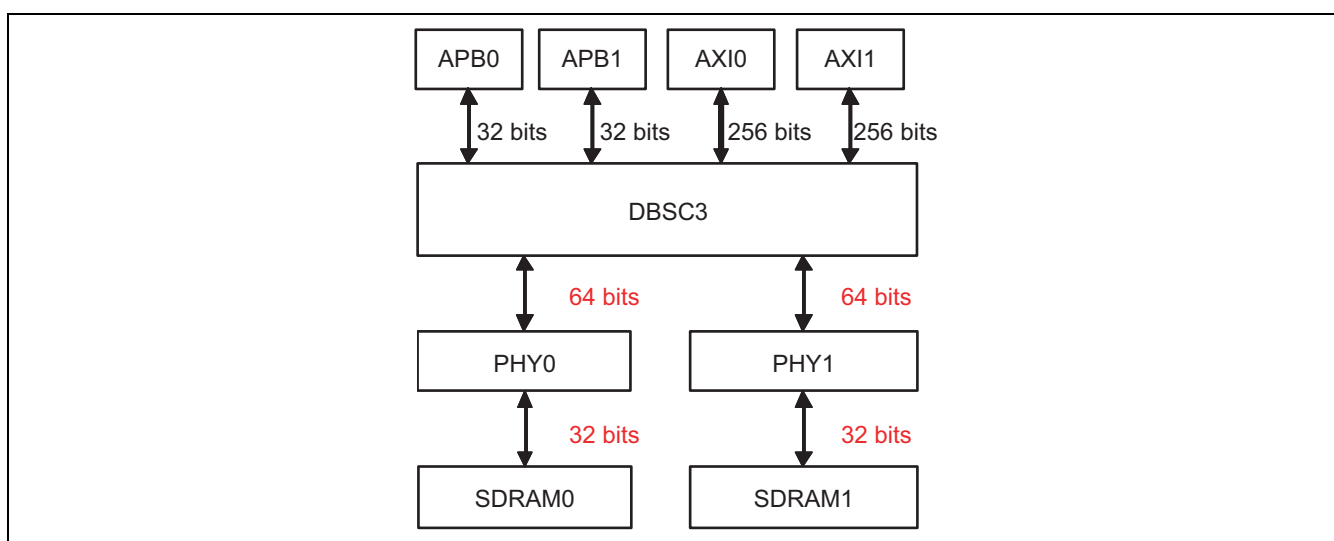 APB0 APB1 AXI0 AXI1
32 bits 32 bits 256 bits 256 bits
DBSC3
64 bits 64 bits
PHY0 PHY1
32 bits 32 bits
SDRAM0 SDRAM1